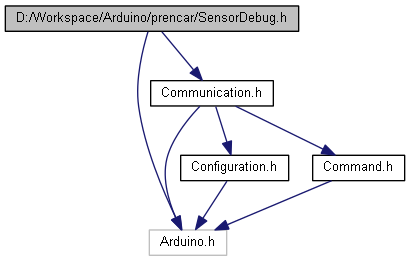 D:/Workspace/Arduino/prencar/SensorDebug.h
Communication.h
Configuration.h
Command.h
Arduino.h